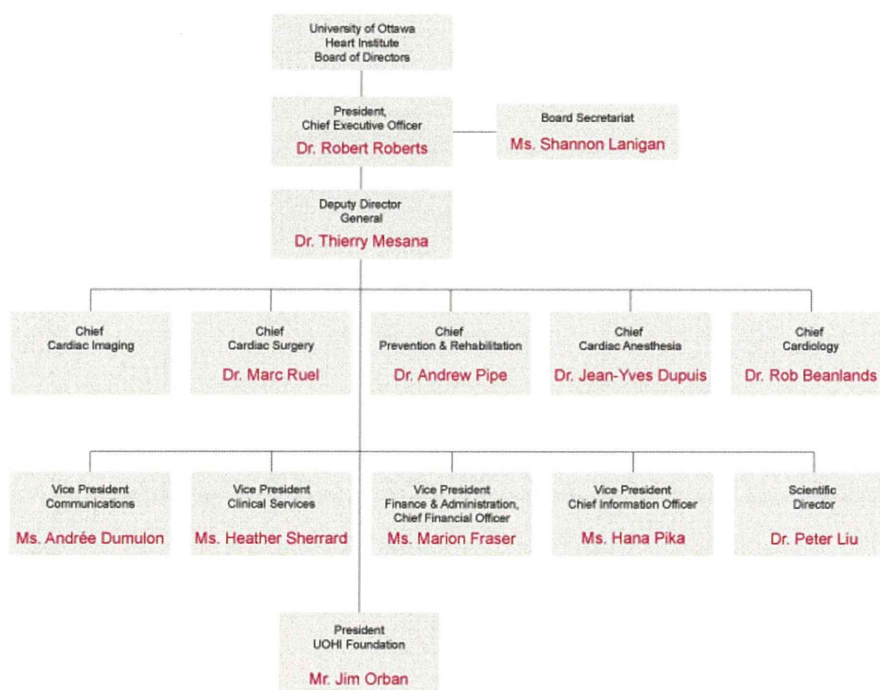 University of Ottawa
Heart Institute
Board of Directors
President,
Chief Executive Officer
Dr. Robert Roberts
Board Secretariat
Ms. Shannon Lanigan
Deputy Director
General
Dr. Thierry Mesana
Chief
Cardiac Imaging
Chief
Cardiac Surgery
Dr. Marc Ruel
Chief
Prevention & Rehabilitation
Dr. Andrew Pipe
Chief
Cardiac Anesthesia
Dr. Jean-Yves Dupuis
Chief
Cardiology
Dr. Rob Beanlands
Vice President
Communications
Ms. Andrée Dumulon
Vice President
Clinical Services
Ms. Heather Sherrard
Vice President
Finance & Administration,
Chief Financial Officer
Ms. Marion Fraser
Vice President
Chief Information Officer
Ms. Hana Pika
Scientific
Director
Dr. Peter Liu
President
UOHI Foundation
Mr. Jim Orban